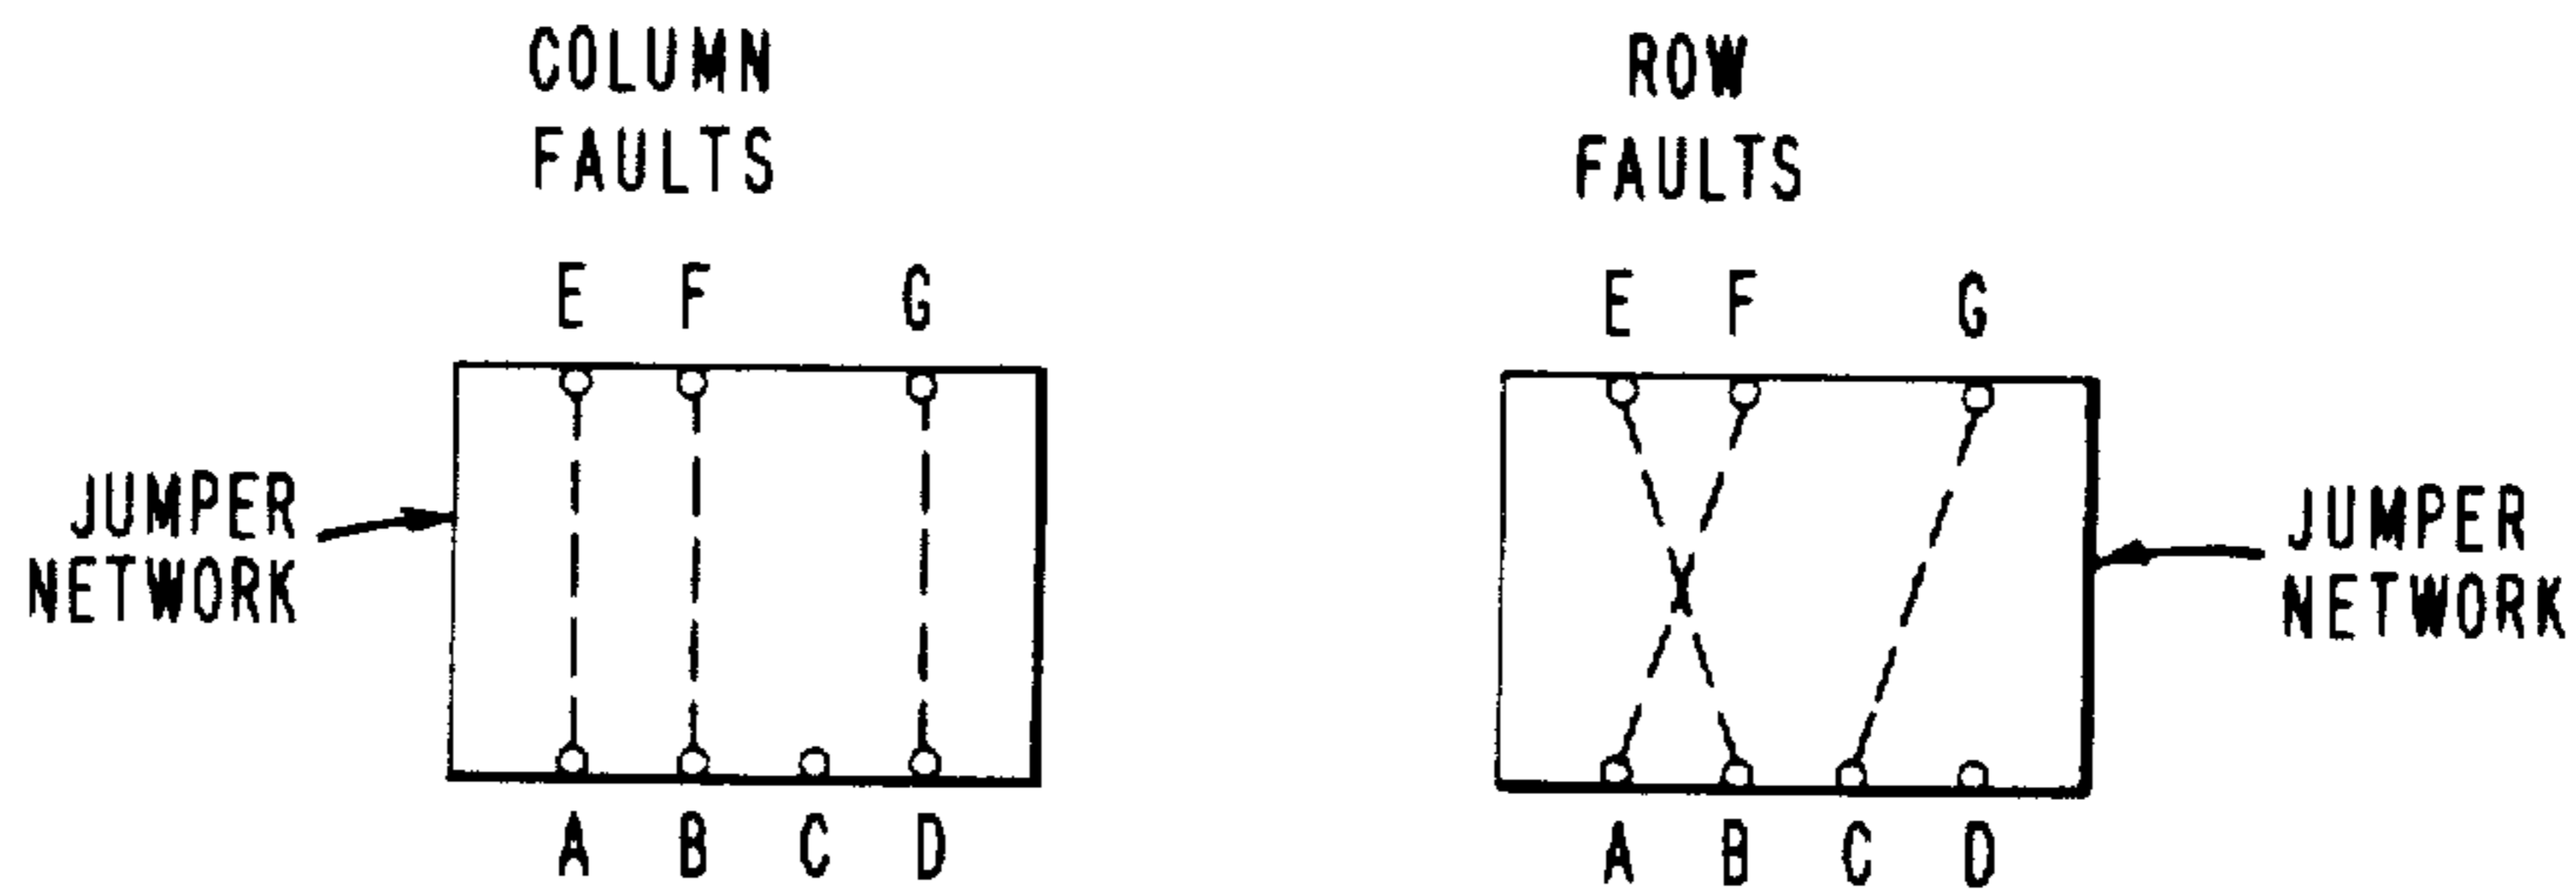 COLUMN
FAULTS
E F G
JUMPER
NETWORK
A B C D
ROW
FAULTS
E F G
JUMPER
NETWORK
A B C D